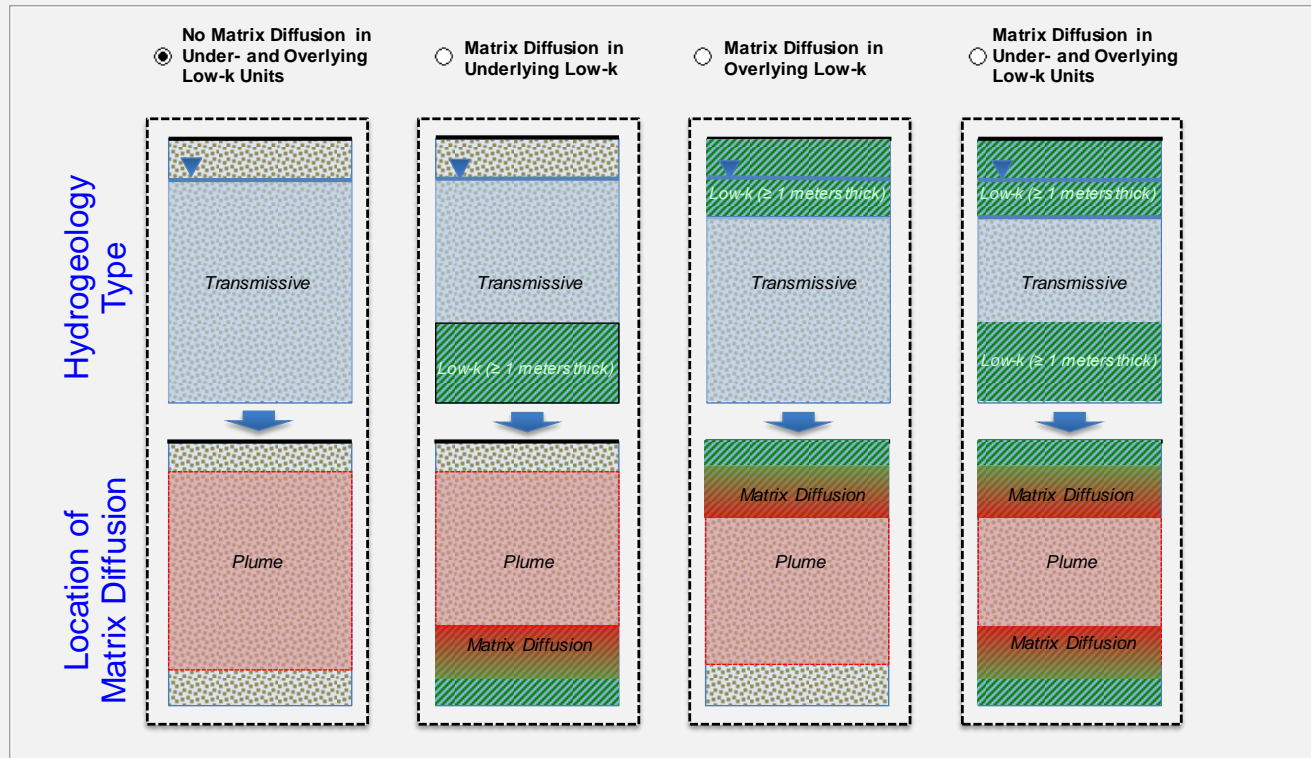 No Matrix Diffusion in
Under- and Overlying
Low-k Units
Matrix Diffusion in
Underlying Low-k
Matrix Diffusion in
Overlying Low-k
Matrix Diffusion in
Under- and Overlying
Low-k Units
Hydrogeology
Type
Transmissive
Transmissive
Low-k (≥ 1 meters thick)
Low-k (≥ 1 meters thick)
Transmissive
Low-k (≥ 1 meters thick)
Transmissive
Low-k (≥ 1 meters thick)
Location of
Matrix Diffusion
Plume
Plume
Matrix Diffusion
Matrix Diffusion
Plume
Matrix Diffusion
Plume
Matrix Diffusion